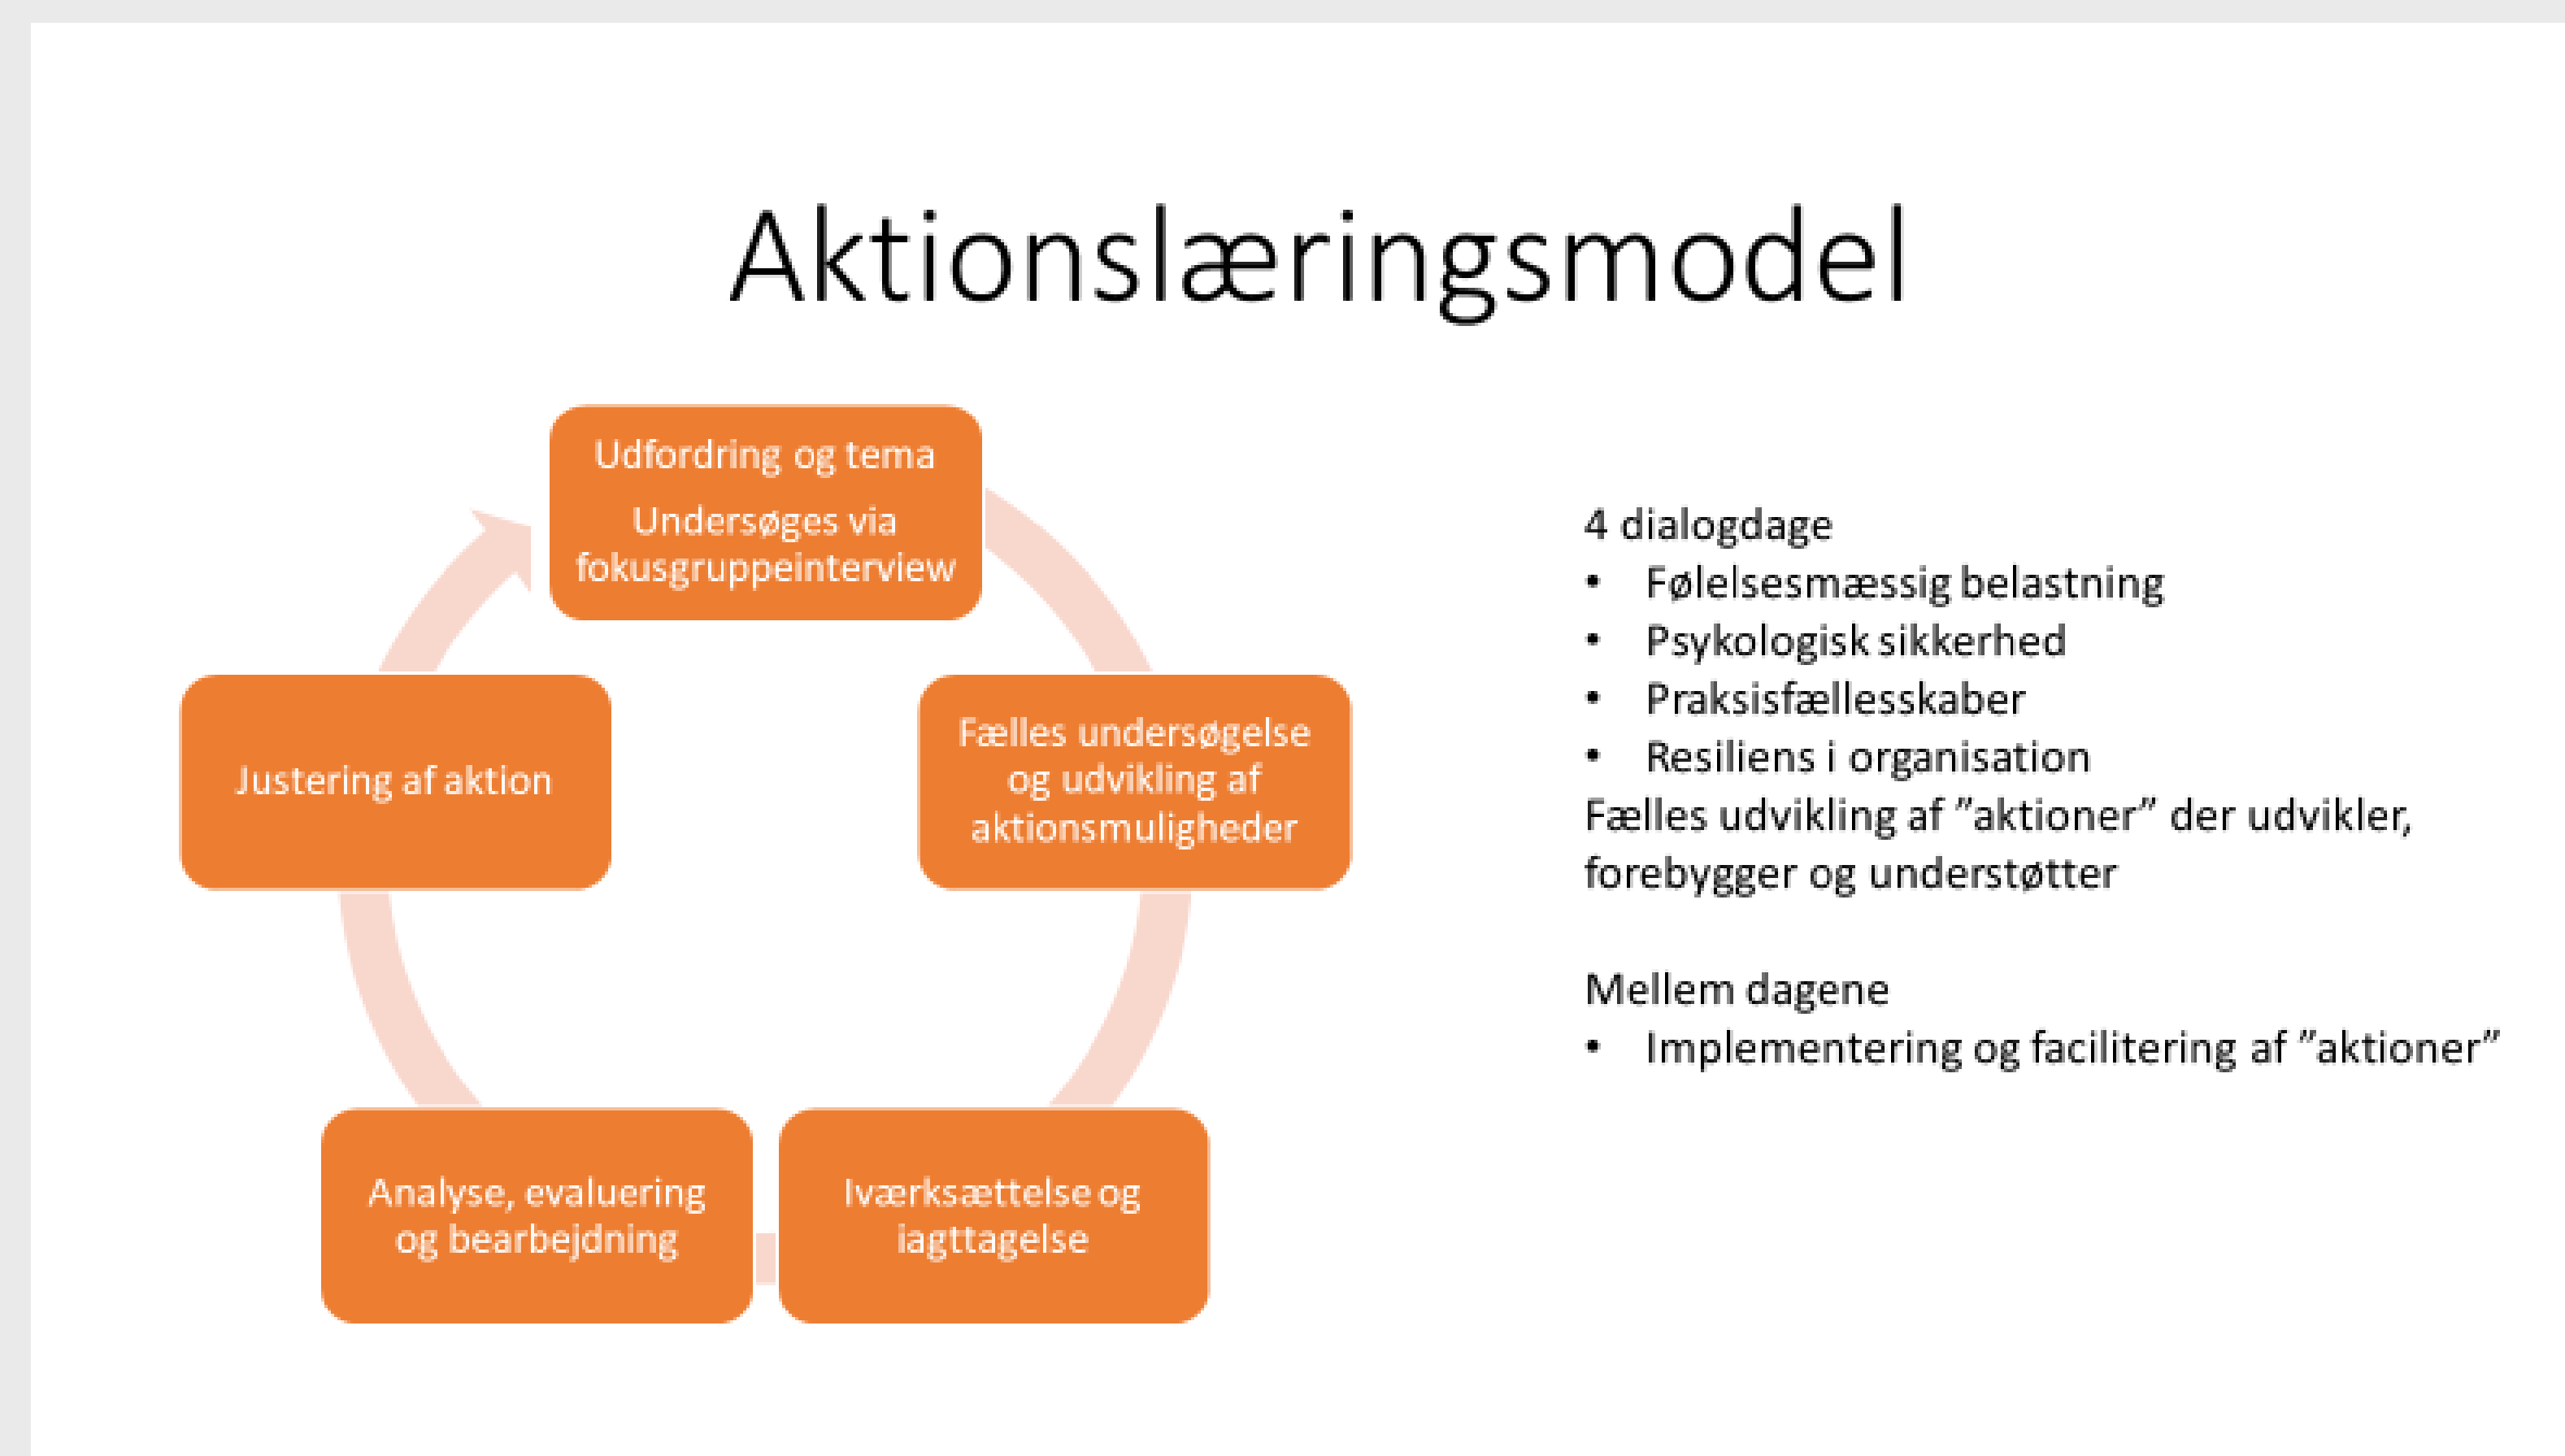 Aktionslæringsmodel
Udfordring og tema
Undersøges via
fokusgruppeinterview
Fælles undersøgelse
og udvikling af
aktionsmuligheder
Iværksættelse og
iagttagelse
Analyse, evaluering
og bearbejdning
Justering af aktion
4 dialogdage
• Følelsesmæssig belastning
• Psykologisk sikkerhed
• Praksisfællesskaber
• Resiliens i organisation
Fælles udvikling af ”aktioner” der udvikler,
forebygger og understøtter
Mellem dagene
• Implementering og facilitering af ”aktioner”